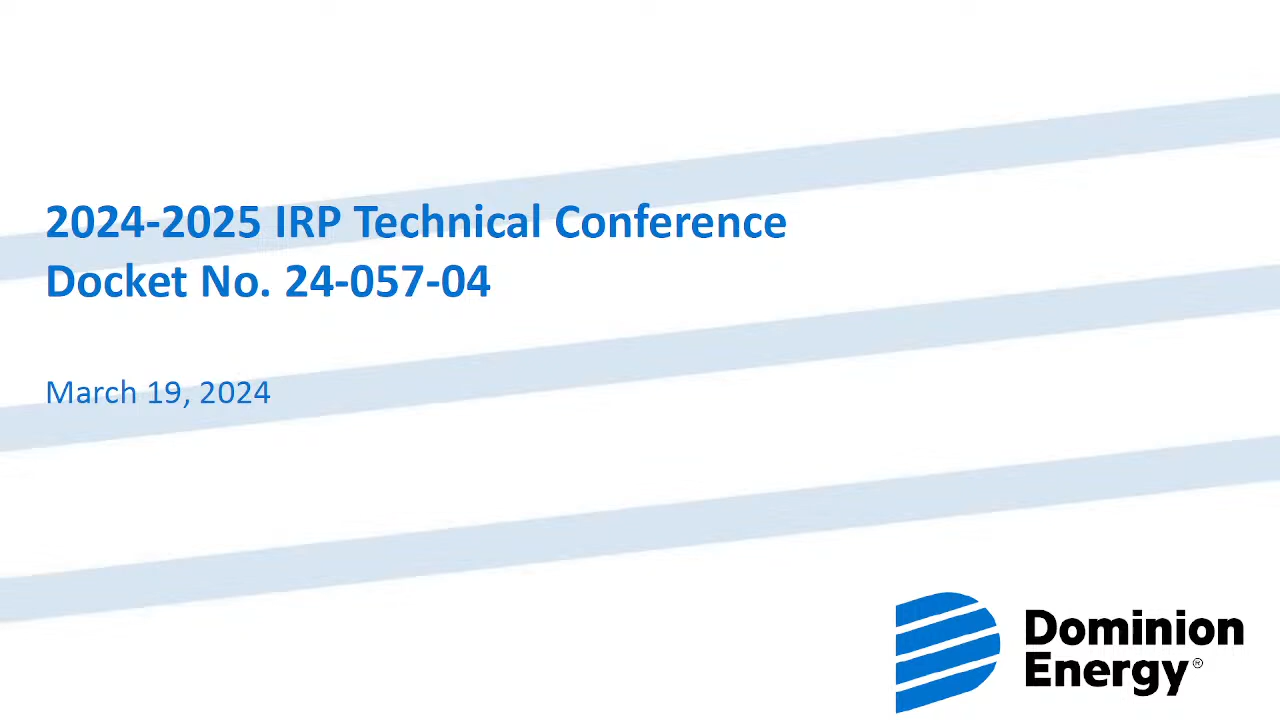 2024-2025 IRP Technical Conference
Docket No. 24-057-04
March 19, 2024
Dominion
Energy®